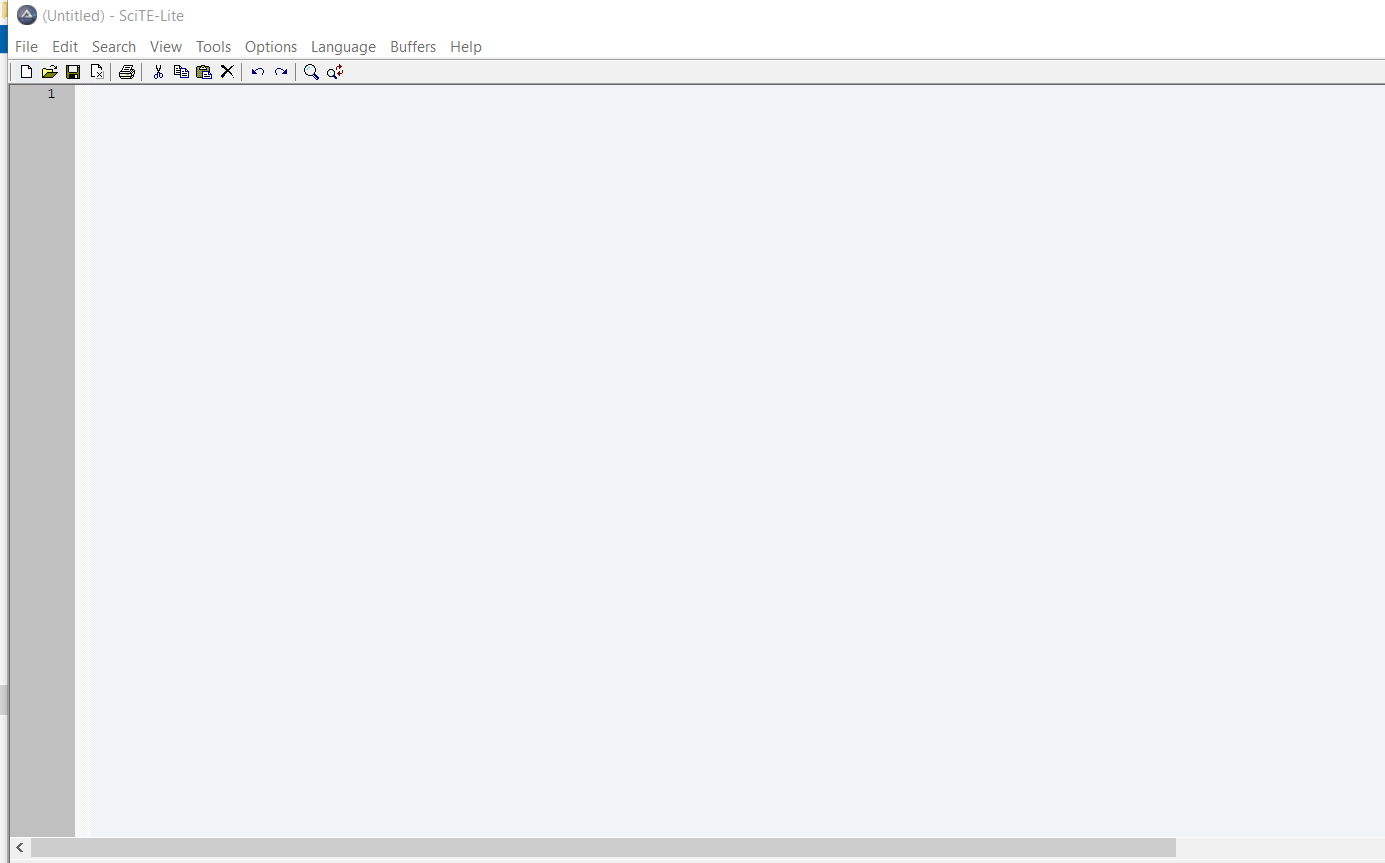 (Untitled) - SciTE-Lite
File Edit Search View Tools Options Language Buffers Help
1